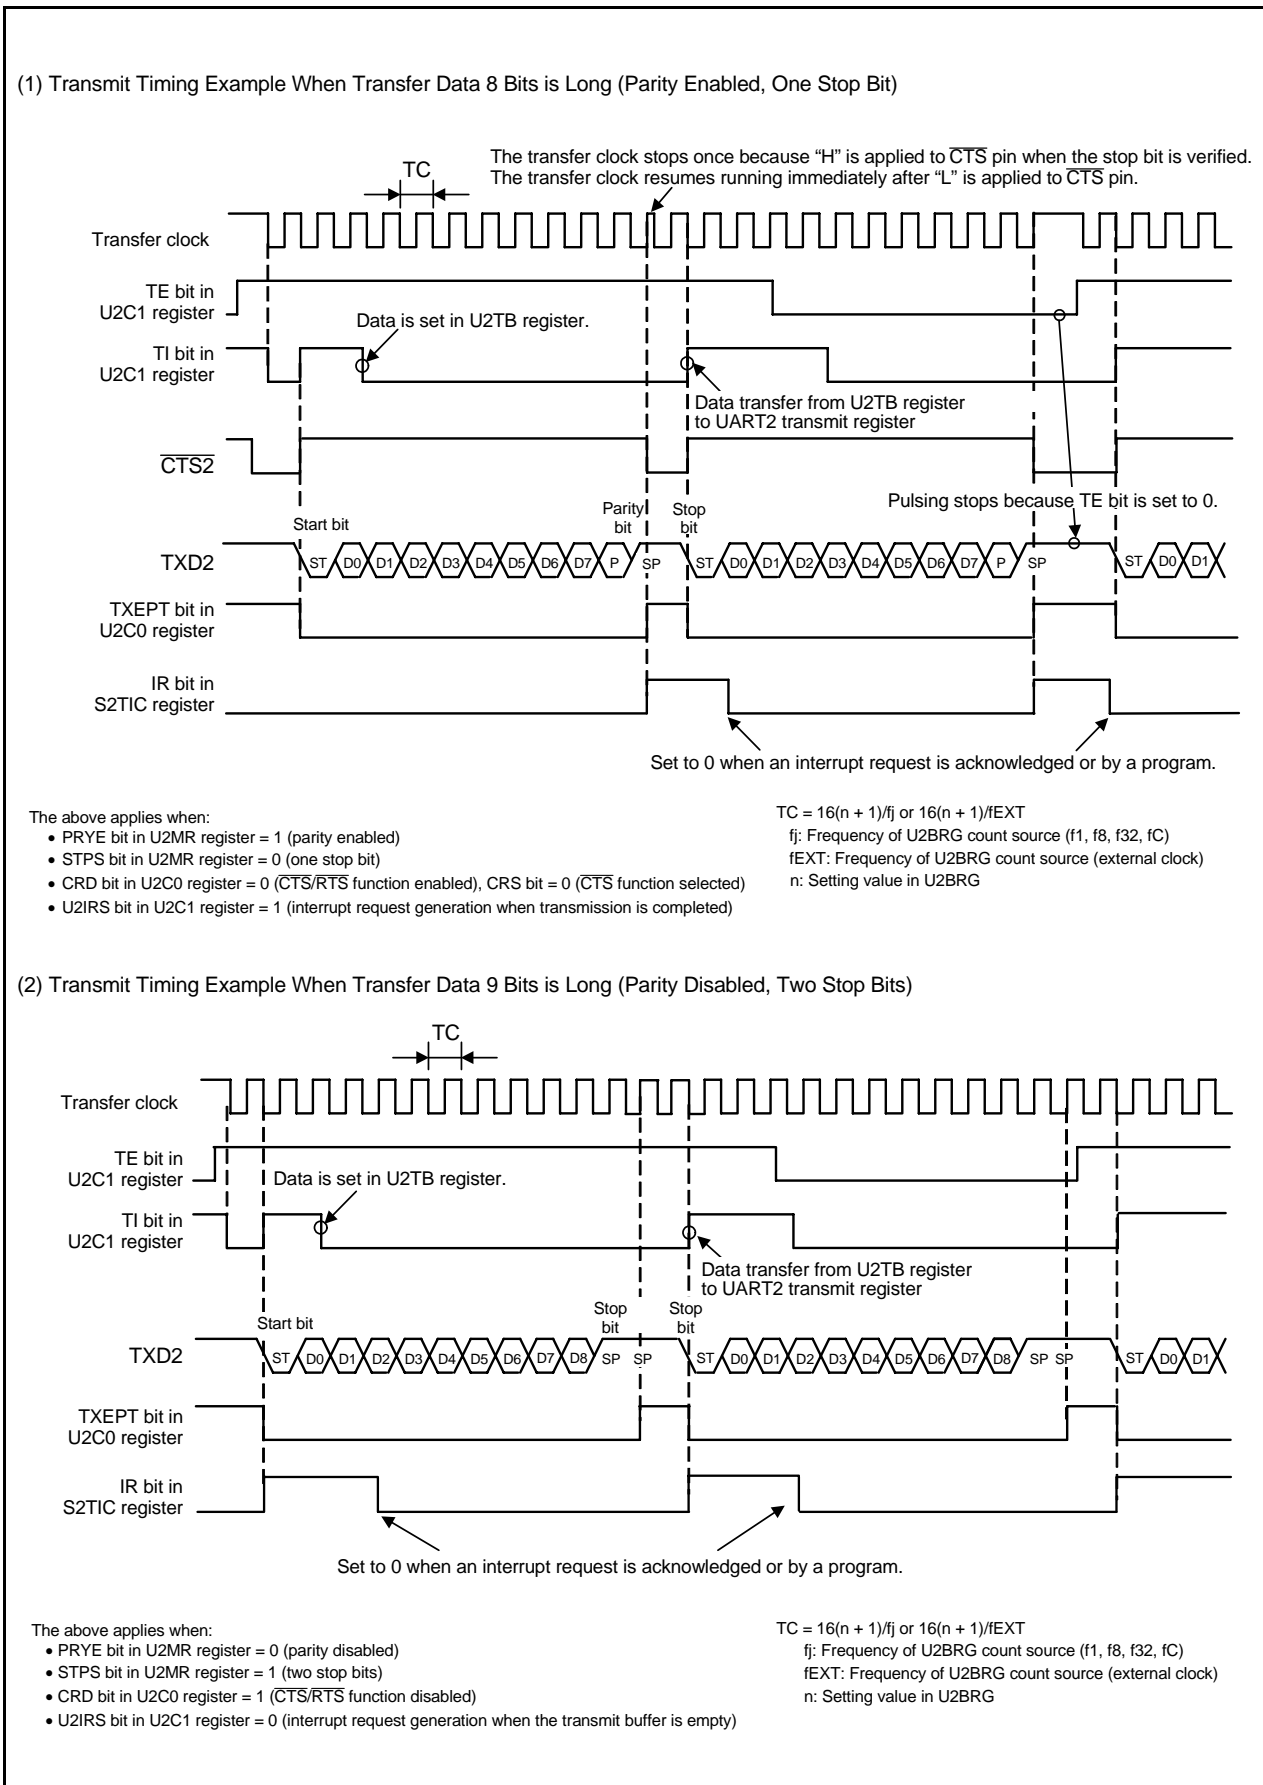 (1) Transmit Timing Example When Transfer Data 8 Bits is Long (Parity Enabled, One Stop Bit)
The transfer clock stops once because “H” is applied to CTS pin when the stop bit is verified.
The transfer clock resumes running immediately after “L” is applied to CTS pin.
TC
Transfer clock
TE bit in
U2C1 register
Data is set in U2TB register.
TI bit in
U2C1 register
Data transfer from U2TB register
to UART2 transmit register
CTS2
Pulsing stops because TE bit is set to 0.
Start bit
Parity
bit
Stop
bit
TXD2
ST D0 D1 D2 D3 D4 D5 D6 D7 P SP ST D0 D1 D2 D3 D4 D5 D6 D7 P SP ST D0 D1
TXEPT bit in
U2C0 register
IR bit in
S2TIC register
Set to 0 when an interrupt request is acknowledged or by a program.
The above applies when:
• PRYE bit in U2MR register = 1 (parity enabled)
• STPS bit in U2MR register = 0 (one stop bit)
• CRD bit in U2C0 register = 0 (CTS/RTS function enabled), CRS bit = 0 (CTS function selected)
• U2IRS bit in U2C1 register = 1 (interrupt request generation when transmission is completed)
TC = 16(n + 1)/fj or 16(n + 1)/fEXT
fj: Frequency of U2BRG count source (f1, f8, f32, fC)
fEXT: Frequency of U2BRG count source (external clock)
n: Setting value in U2BRG
(2) Transmit Timing Example When Transfer Data 9 Bits is Long (Parity Disabled, Two Stop Bits)
TC
Transfer clock
TE bit in
U2C1 register
Data is set in U2TB register.
TI bit in
U2C1 register
Data transfer from U2TB register
to UART2 transmit register
Start bit
Stop
bit
Stop
bit
TXD2
ST D0 D1 D2 D3 D4 D5 D6 D7 D8 SP SP ST D0 D1 D2 D3 D4 D5 D6 D7 D8 SP SP ST D0 D1
TXEPT bit in
U2C0 register
IR bit in
S2TIC register
Set to 0 when an interrupt request is acknowledged or by a program.
The above applies when:
• PRYE bit in U2MR register = 0 (parity disabled)
• STPS bit in U2MR register = 1 (two stop bits)
• CRD bit in U2C0 register = 1 (CTS/RTS function disabled)
• U2IRS bit in U2C1 register = 0 (interrupt request generation when the transmit buffer is empty)
TC = 16(n + 1)/fj or 16(n + 1)/fEXT
fj: Frequency of U2BRG count source (f1, f8, f32, fC)
fEXT: Frequency of U2BRG count source (external clock)
n: Setting value in U2BRG